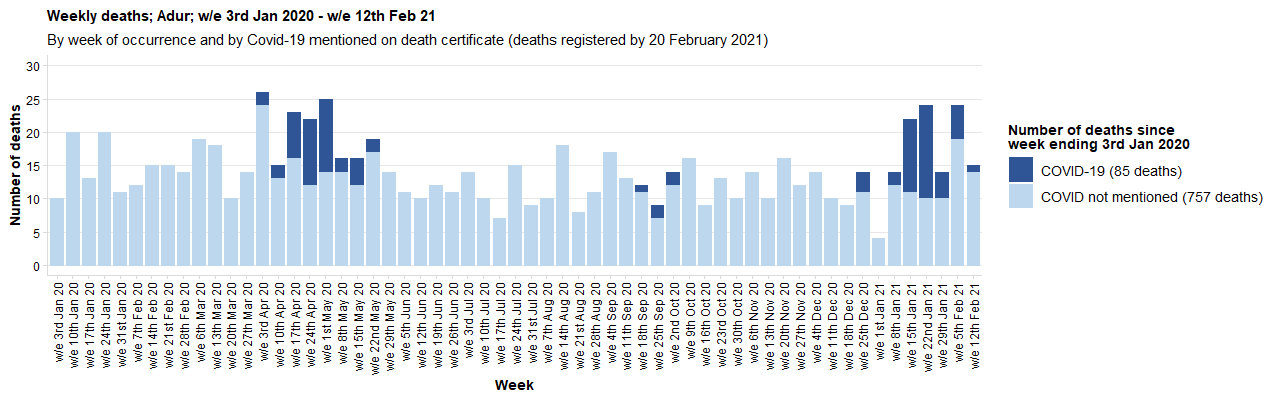 Weekly deaths; Adur; w/e 3rd Jan 2020 - w/e 12th Feb 21
By week of occurrence and by Covid-19 mentioned on death certificate (deaths registered by 20 February 2021)
Number of deaths
30
25
20
15
10
5
0
w/e 3rd Jan 20
w/e 10th Jan 20
w/e 17th Jan 20
w/e 24th Jan 20
w/e 31st Jan 20
w/e 7th Feb 20
w/e 14th Feb 20
w/e 21st Feb 20
w/e 28th Feb 20
w/e 6th Mar 20
w/e 13th Mar 20
w/e 20th Mar 20
w/e 27th Mar 20
w/e 3rd Apr 20
w/e 10th Apr 20
w/e 17th Apr 20
w/e 24th Apr 20
w/e 1st May 20
w/e 8th May 20
w/e 15th May 20
w/e 22nd May 20
w/e 29th May 20
w/e 5th Jun 20
w/e 12th Jun 20
w/e 19th Jun 20
w/e 26th Jun 20
w/e 3rd Jul 20
w/e 10th Jul 20
w/e 17th Jul 20
w/e 24th Jul 20
w/e 31st Jul 20
w/e 7th Aug 20
w/e 14th Aug 20
w/e 21st Aug 20
w/e 28th Aug 20
w/e 4th Sep 20
w/e 11th Sep 20
w/e 18th Sep 20
w/e 25th Sep 20
w/e 2nd Oct 20
w/e 9th Oct 20
w/e 16th Oct 20
w/e 23rd Oct 20
w/e 30th Oct 20
w/e 6th Nov 20
w/e 13th Nov 20
w/e 20th Nov 20
w/e 27th Nov 20
w/e 4th Dec 20
w/e 11th Dec 20
w/e 18th Dec 20
w/e 25th Dec 20
w/e 1st Jan 21
w/e 8th Jan 21
w/e 15th Jan 21
w/e 22nd Jan 21
w/e 29th Jan 21
w/e 5th Feb 21
w/e 12th Feb 21
Week
Number of deaths since
week ending 3rd Jan 2020
COVID-19 (85 deaths)
COVID not mentioned (757 deaths)